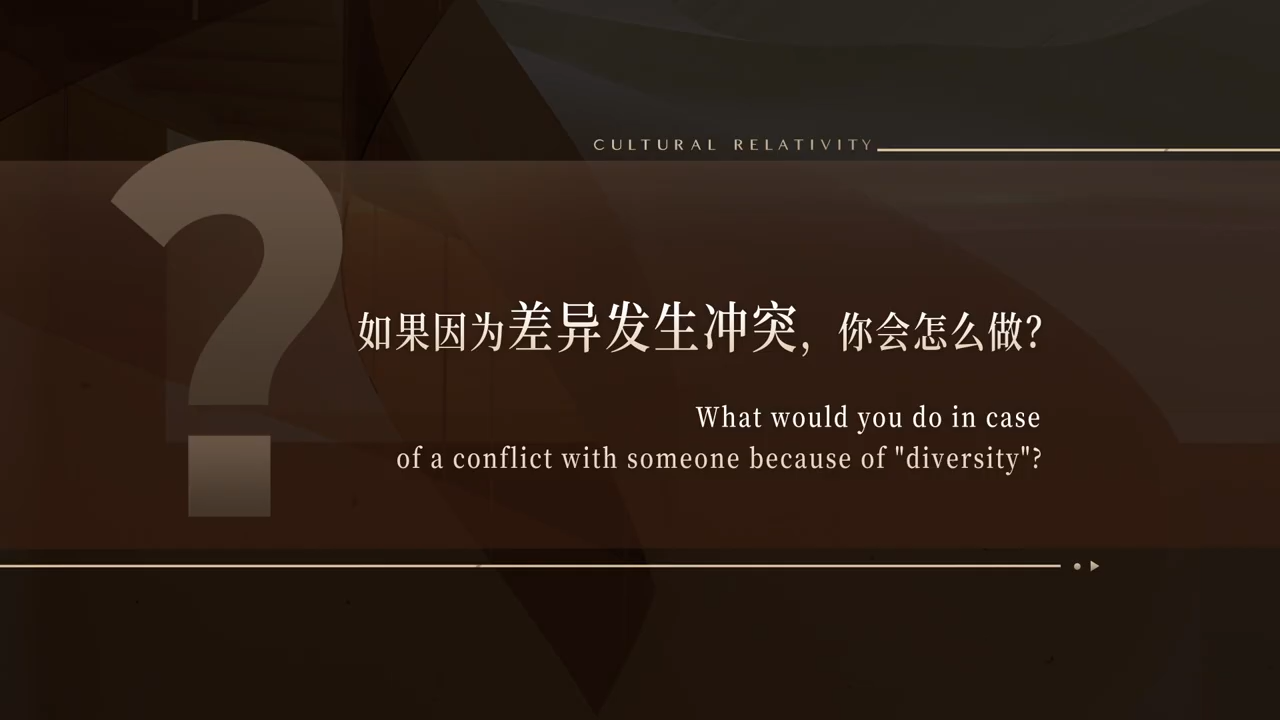 CULTURAL RELATIVITY
如果因为差异发生冲突，你会怎么做?
What would you do in case
of a conflict with someone because of "diversity"?